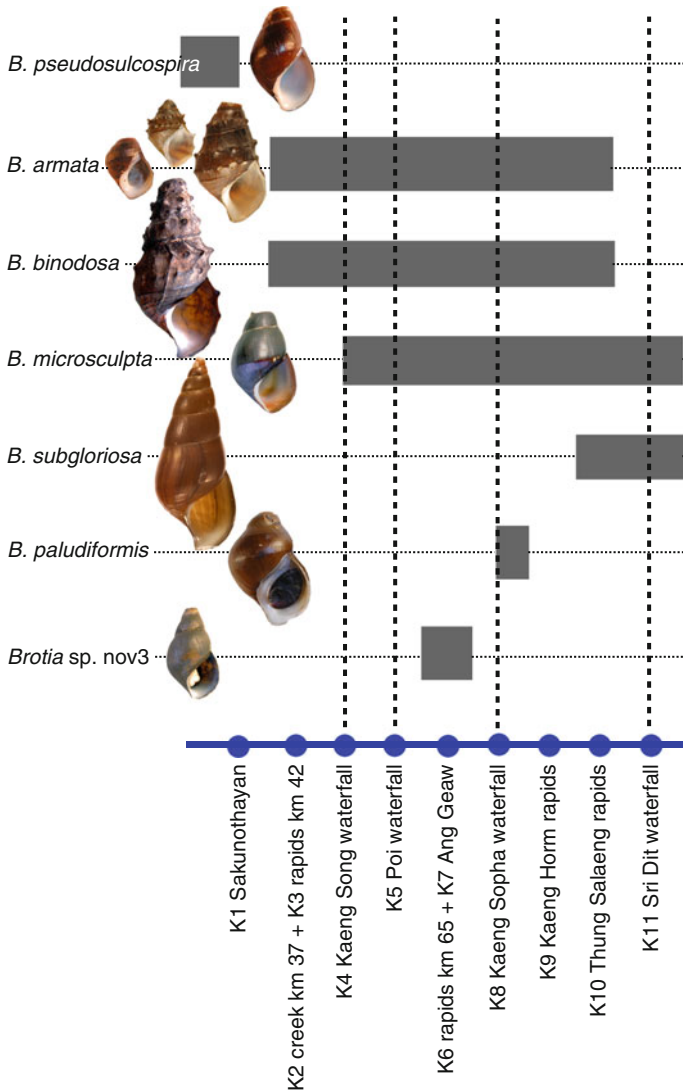 B. pseudosulcospira
B. armata
B. binodosa
B. microsculpta
B. subgloriosa
B. paludiformis
Brotia sp. nov3
K1 Sakunothayan
K2 creek km 37 + K3 rapids km 42
K4 Kaeng Song waterfall
K5 Poi waterfall
K6 rapids km 65 + K7 Ang Geaw
K8 Kaeng Sopha waterfall
K9 Kaeng Horm rapids
K10 Thung Salaeng rapids
K11 Sri Dit waterfall